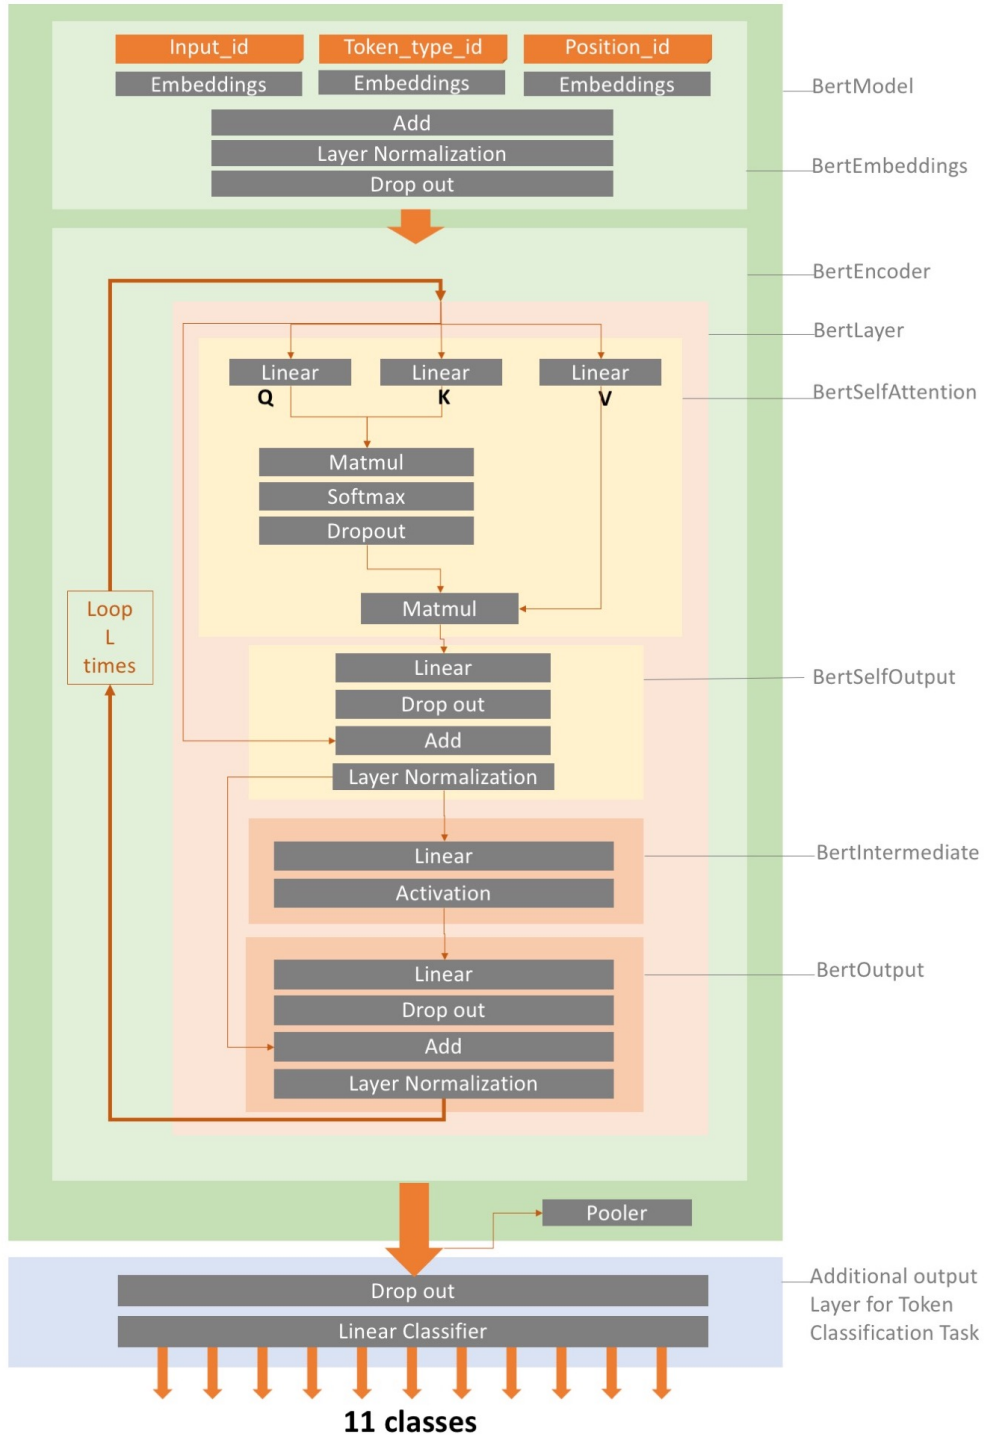 Input_id
Token_type_id
Position_id
Embeddings
Embeddings
Embeddings
BertModel
Add
Layer Normalization
Drop out
BertEmbeddings
BertEncoder
BertLayer
Linear
Linear
Linear
Q
K
V
BertSelfAttention
Matmul
Softmax
Dropout
Matmul
Loop
L
times
Linear
Drop out
Add
Layer Normalization
BertSelfOutput
Linear
Activation
BertIntermediate
Linear
Drop out
Add
Layer Normalization
BertOutput
Pooler
Drop out
Linear Classifier
Additional output
Layer for Token
Classification Task
11 classes